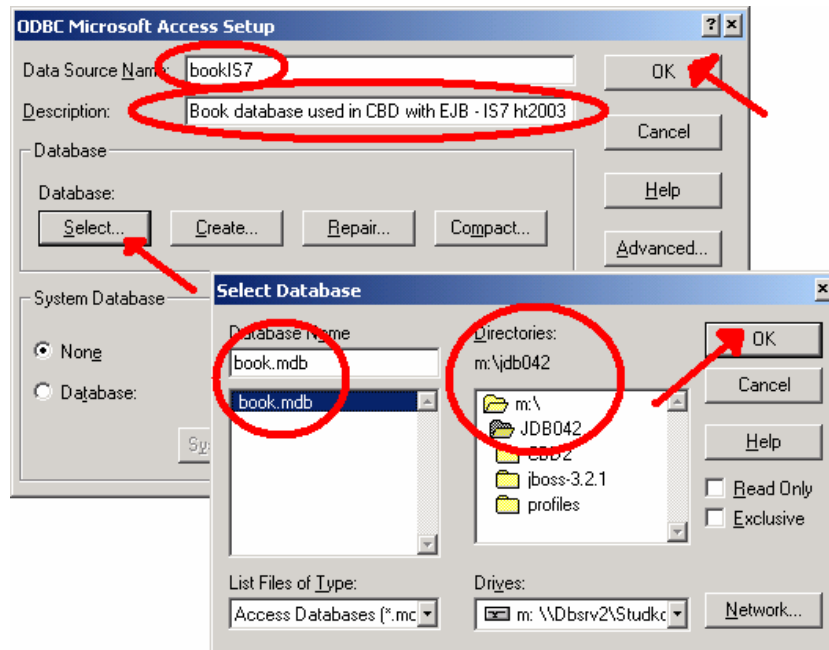 ODBC Microsoft Access Setup
Data Source Name: bookIS7
OK
Description: Book database used in CBD with EJB - IS7 ht2003
Cancel
Database
Database:
Help
Select... Create... Repair... Compact...
Advanced...
System Database
None
Database:
Select Database
Database Name
book.mdb
book.mdb
Directories:
m:\jdb042
m:\
JDB042
CBD2
jboss-3.2.1
profiles
OK
Cancel
Help
Read Only
Exclusive
List Files of Type:
Access Databases (*.mc
Drives:
m: \\Dbsrv2\Studkc
Network...